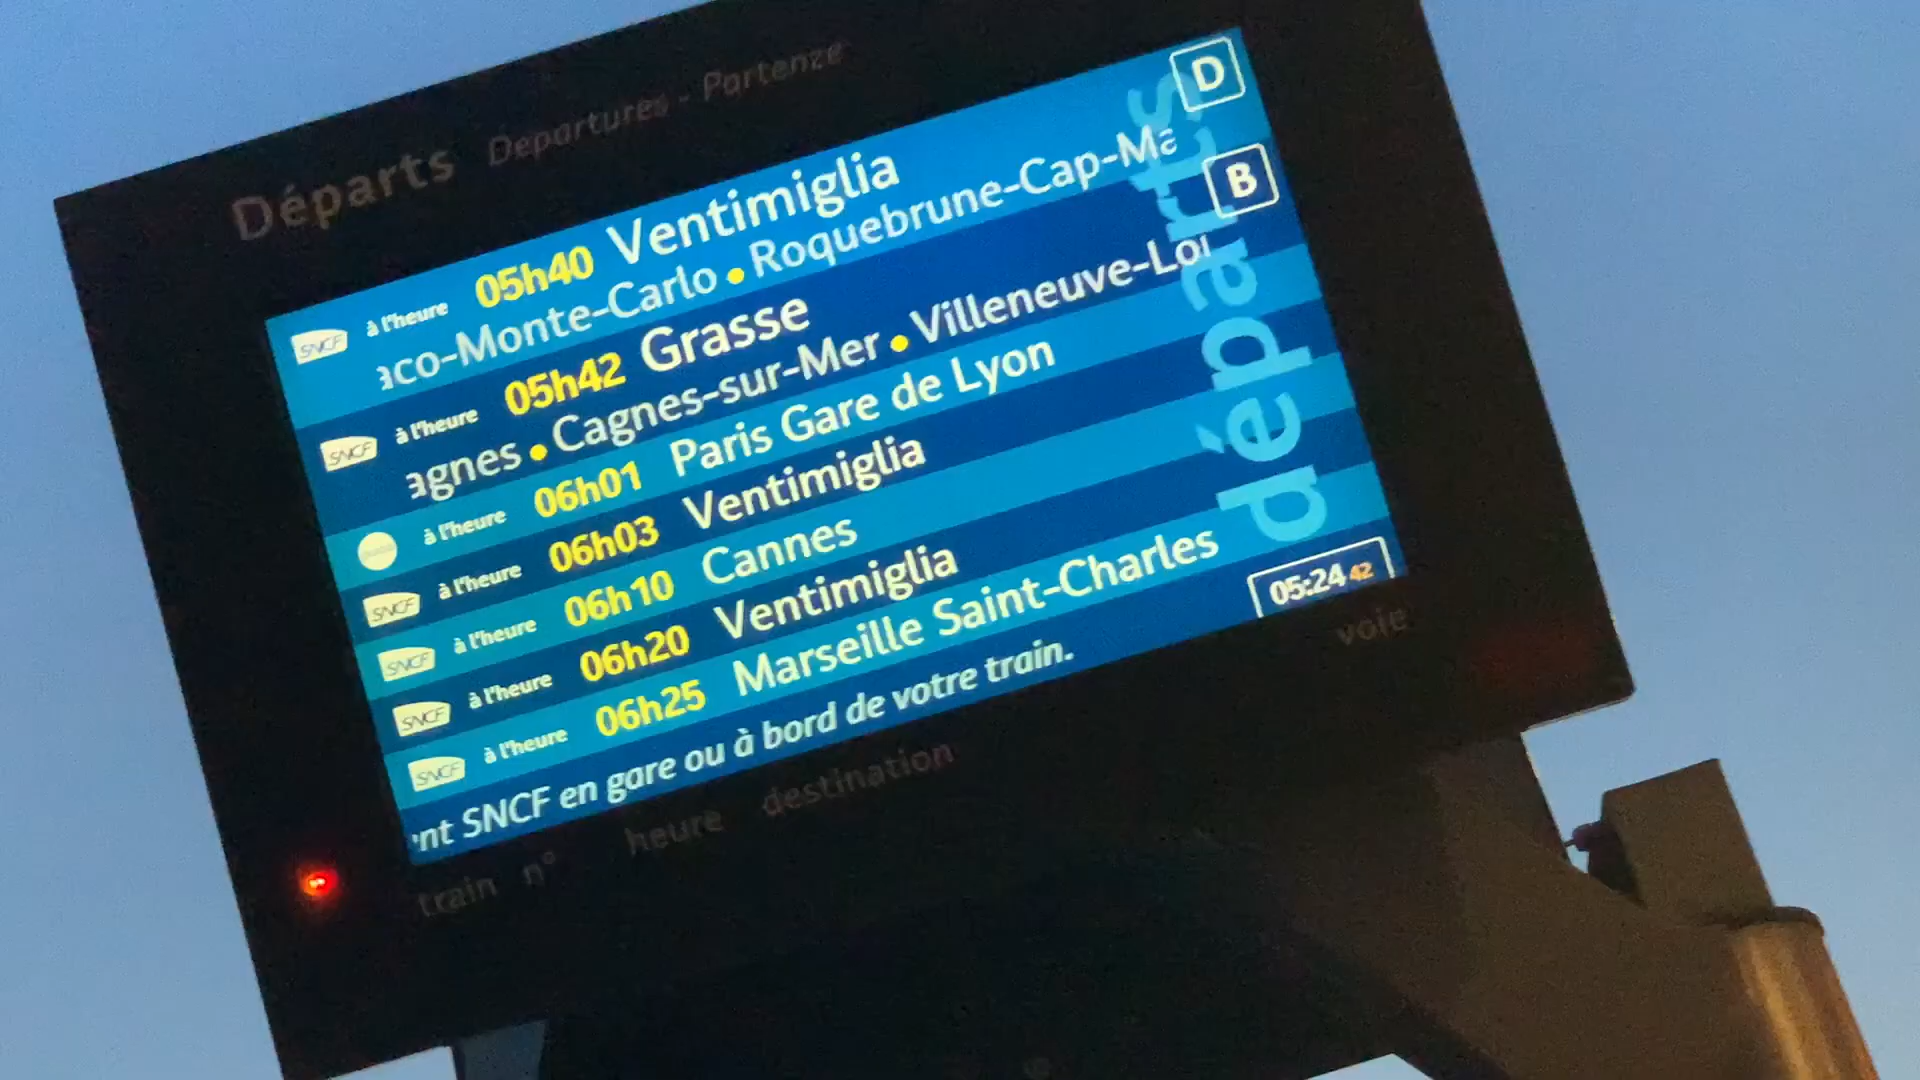 Départs Departures - Partenze
SNCF à l'heure 05h40 Ventimiglia D
aco-Monte-Carlo • Roquebrune-Cap-Ma
SNCF à l'heure 05h42 Grasse B
agnes • Cagnes-sur-Mer • Villeneuve-Lou
à l'heure 06h01 Paris Gare de Lyon
SNCF à l'heure 06h03 Ventimiglia
SNCF à l'heure 06h10 Cannes
SNCF à l'heure 06h20 Ventimiglia
SNCF à l'heure 06h25 Marseille Saint-Charles
départs
nt SNCF en gare ou à bord de votre train.
05:24 42
train n° heure destination voie